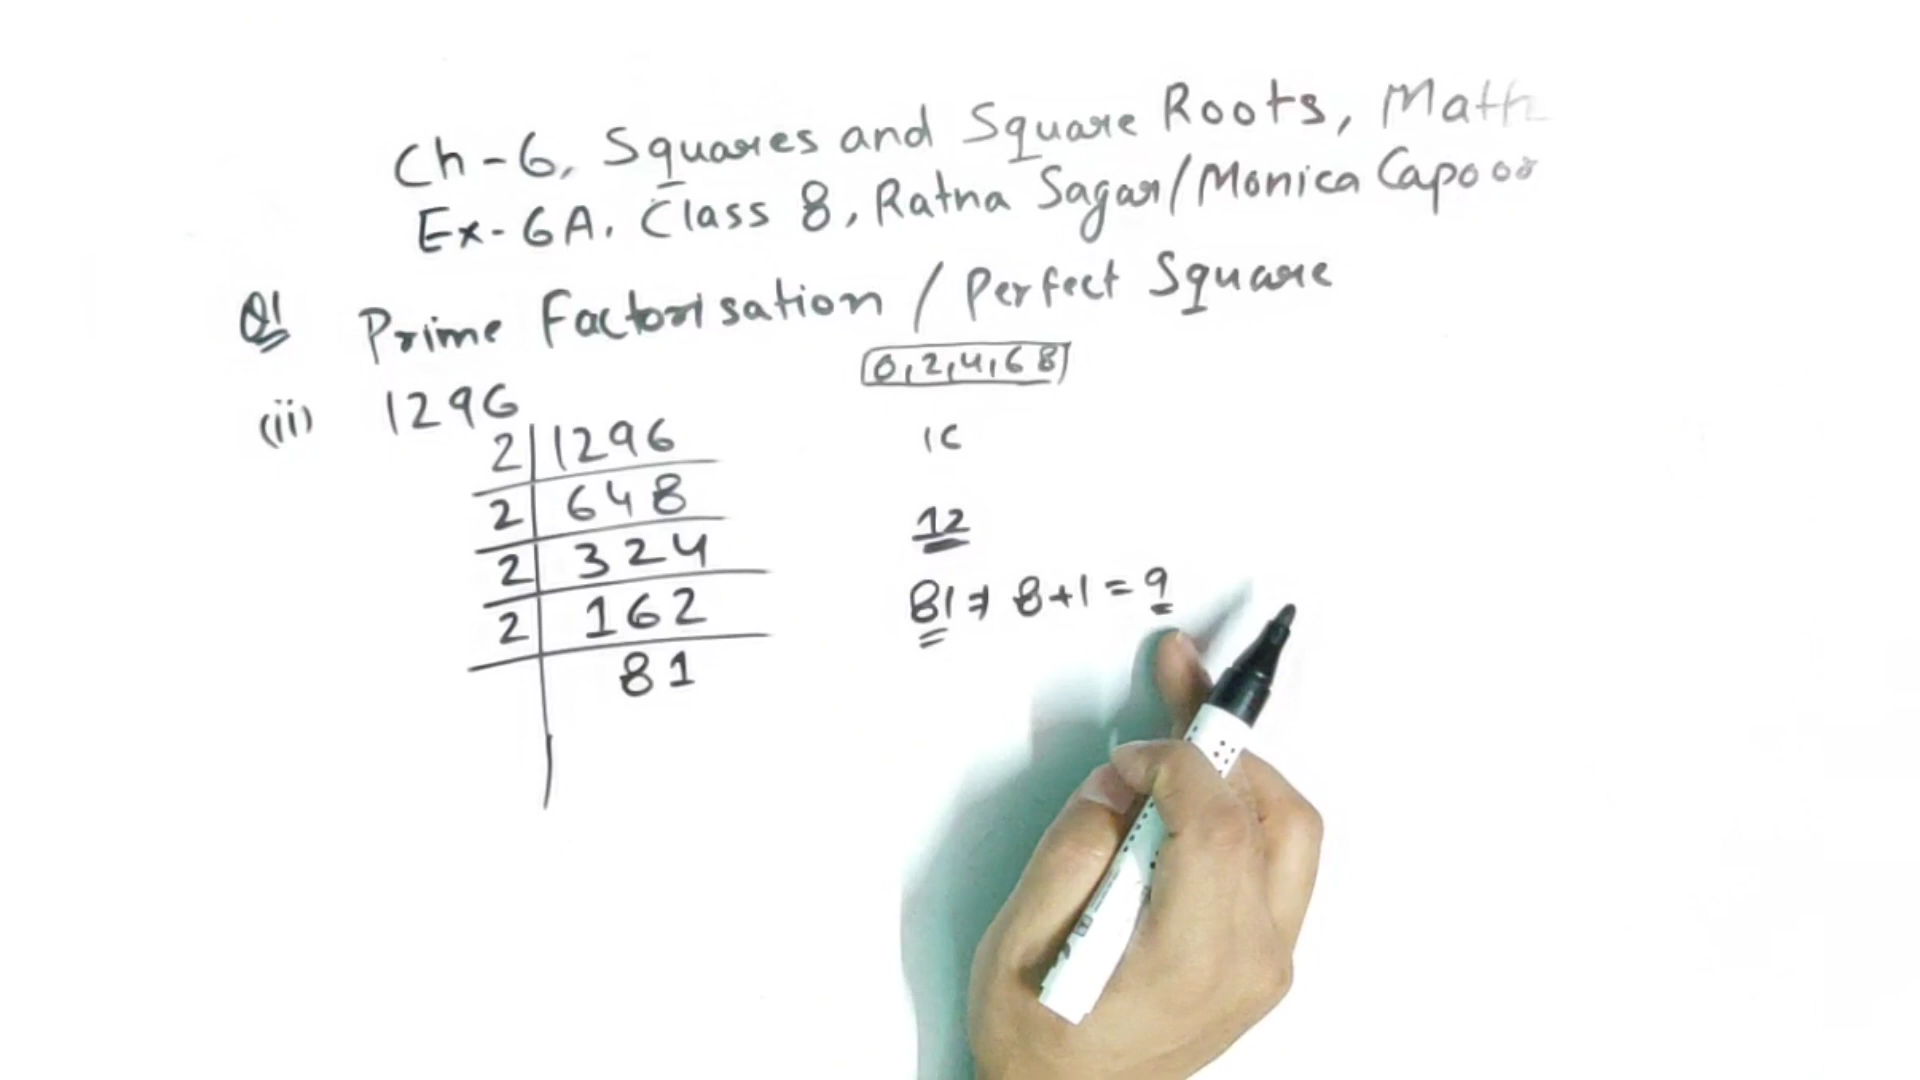 Ch-6, Squares and Square Roots, Math
Ex-6A, Class 8, Ratna Sagar/Monica Capoor
Q1 Prime Factorisation / Perfect Square
0,2,4,6 8
(ii) 1296
2 1296
2 648
2 324
2 162
81
12
81 ⇒ 8+1=9